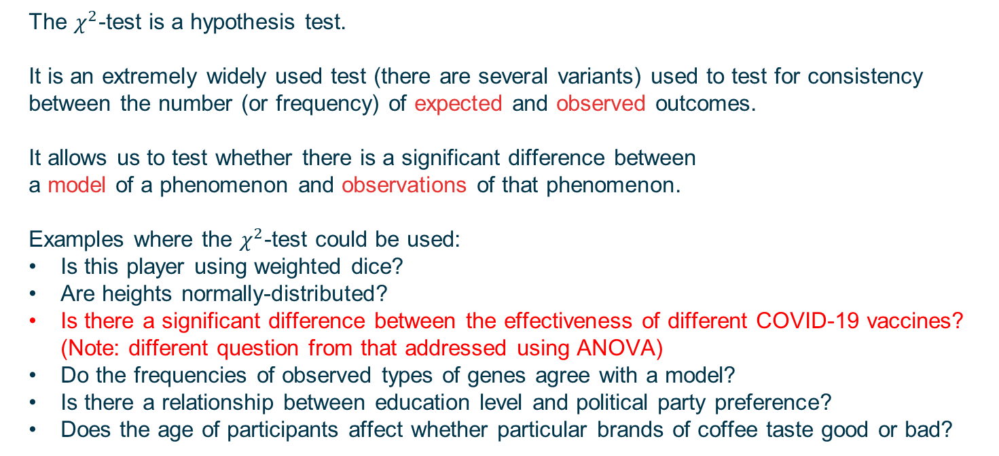 The χ²-test is a hypothesis test.
It is an extremely widely used test (there are several variants) used to test for consistency
between the number (or frequency) of expected and observed outcomes.
It allows us to test whether there is a significant difference between
a model of a phenomenon and observations of that phenomenon.
Examples where the χ²-test could be used:
• Is this player using weighted dice?
• Are heights normally-distributed?
• Is there a significant difference between the effectiveness of different COVID-19 vaccines?
(Note: different question from that addressed using ANOVA)
• Do the frequencies of observed types of genes agree with a model?
• Is there a relationship between education level and political party preference?
• Does the age of participants affect whether particular brands of coffee taste good or bad?